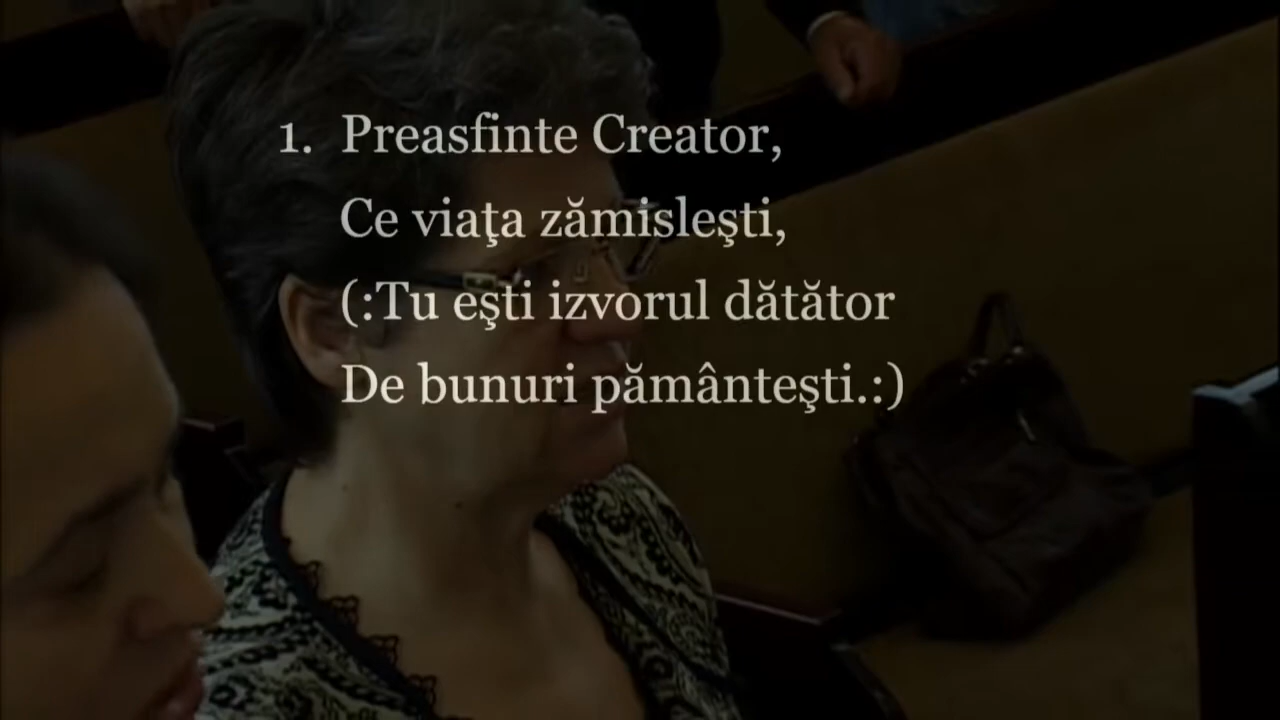 1. Preasfinte Creator,
Ce viaţa zămisleşti,
(:Tu eşti izvorul dătător
De bunuri pământeşti.:)